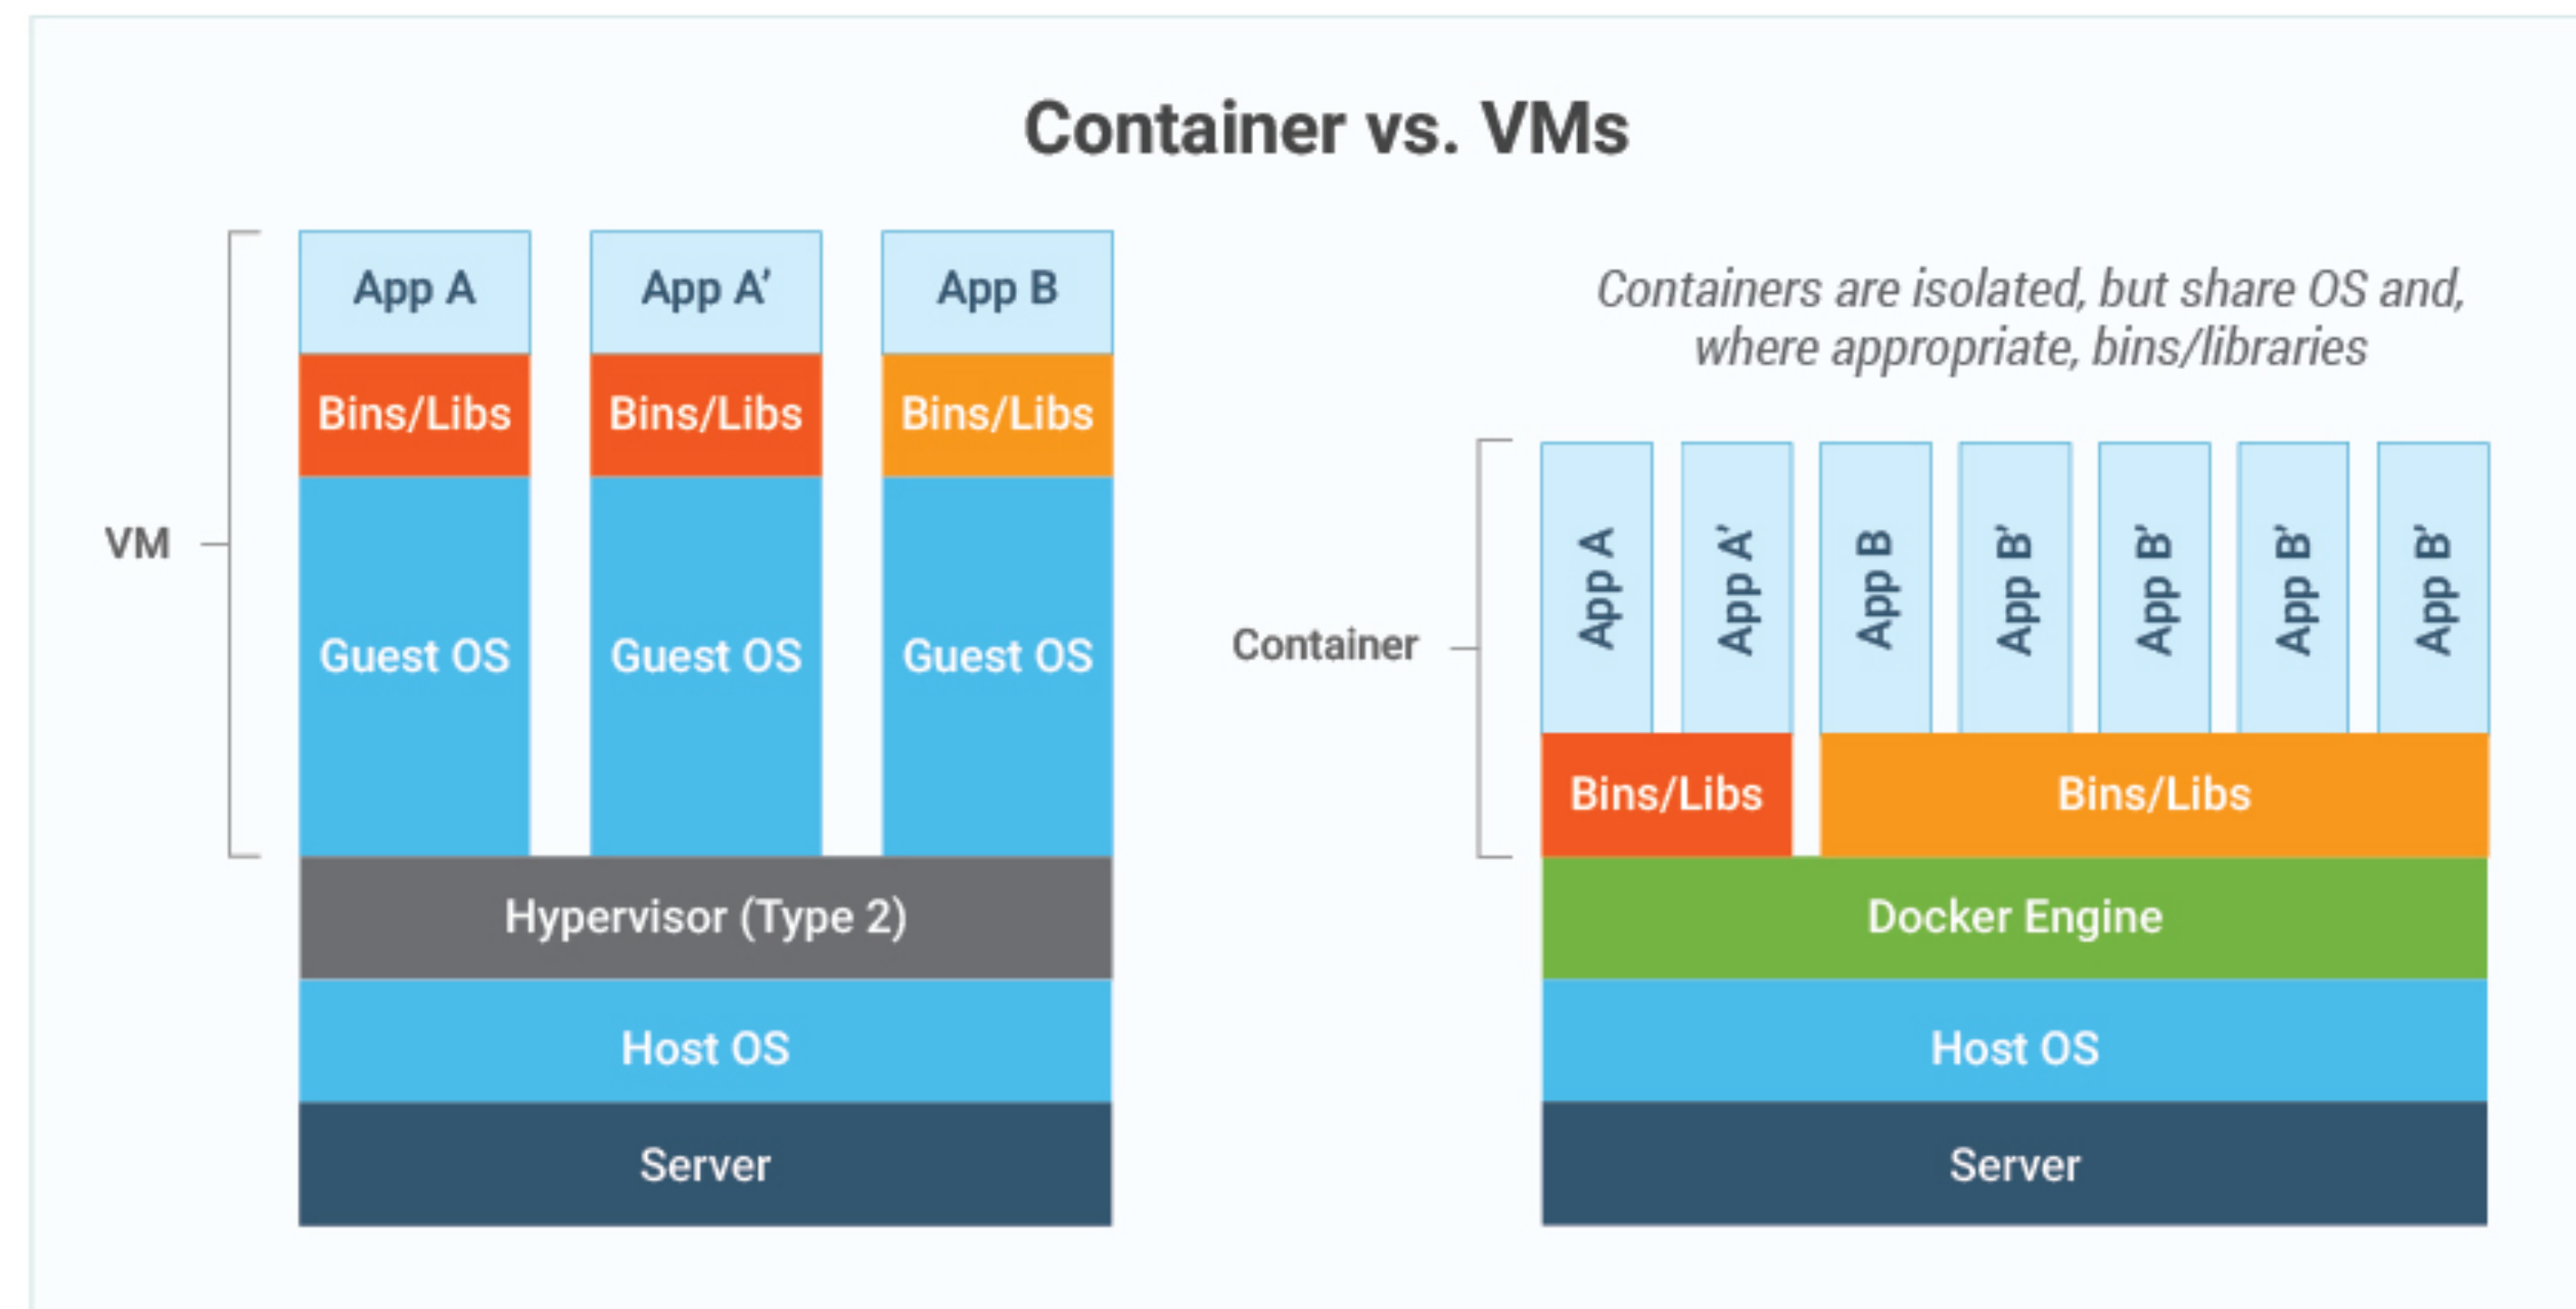 Container vs. VMs
VM
App A
App A’
App B
Bins/Libs
Bins/Libs
Bins/Libs
Guest OS
Guest OS
Guest OS
Hypervisor (Type 2)
Host OS
Server
Containers are isolated, but share OS and,
where appropriate, bins/libraries
Container
App A
App A’
App B
App B’
App B’
App B’
App B’
Bins/Libs
Bins/Libs
Docker Engine
Host OS
Server